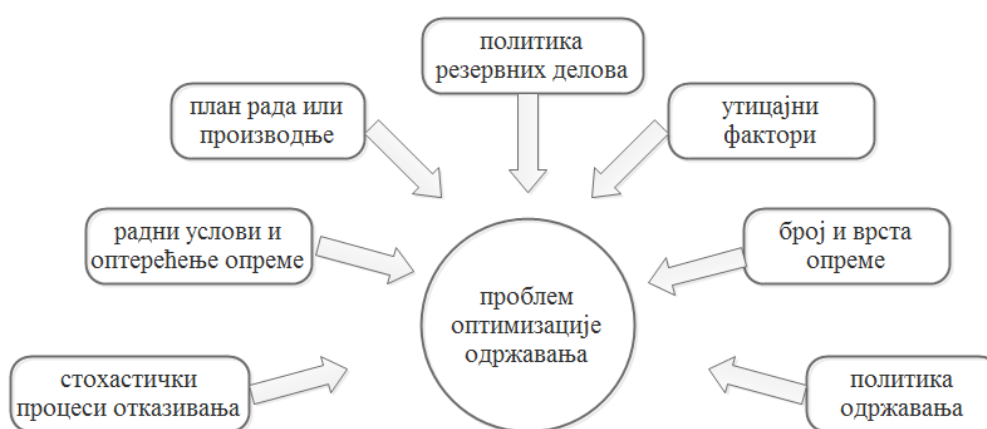 политика
резервних делова
план рада или
производње
утицајни
фактори
радни услови и
оптерећење опреме
број и врста
опреме
проблем
оптимизације
одржавања
стохастички
процеси отказивања
политика
одржавања